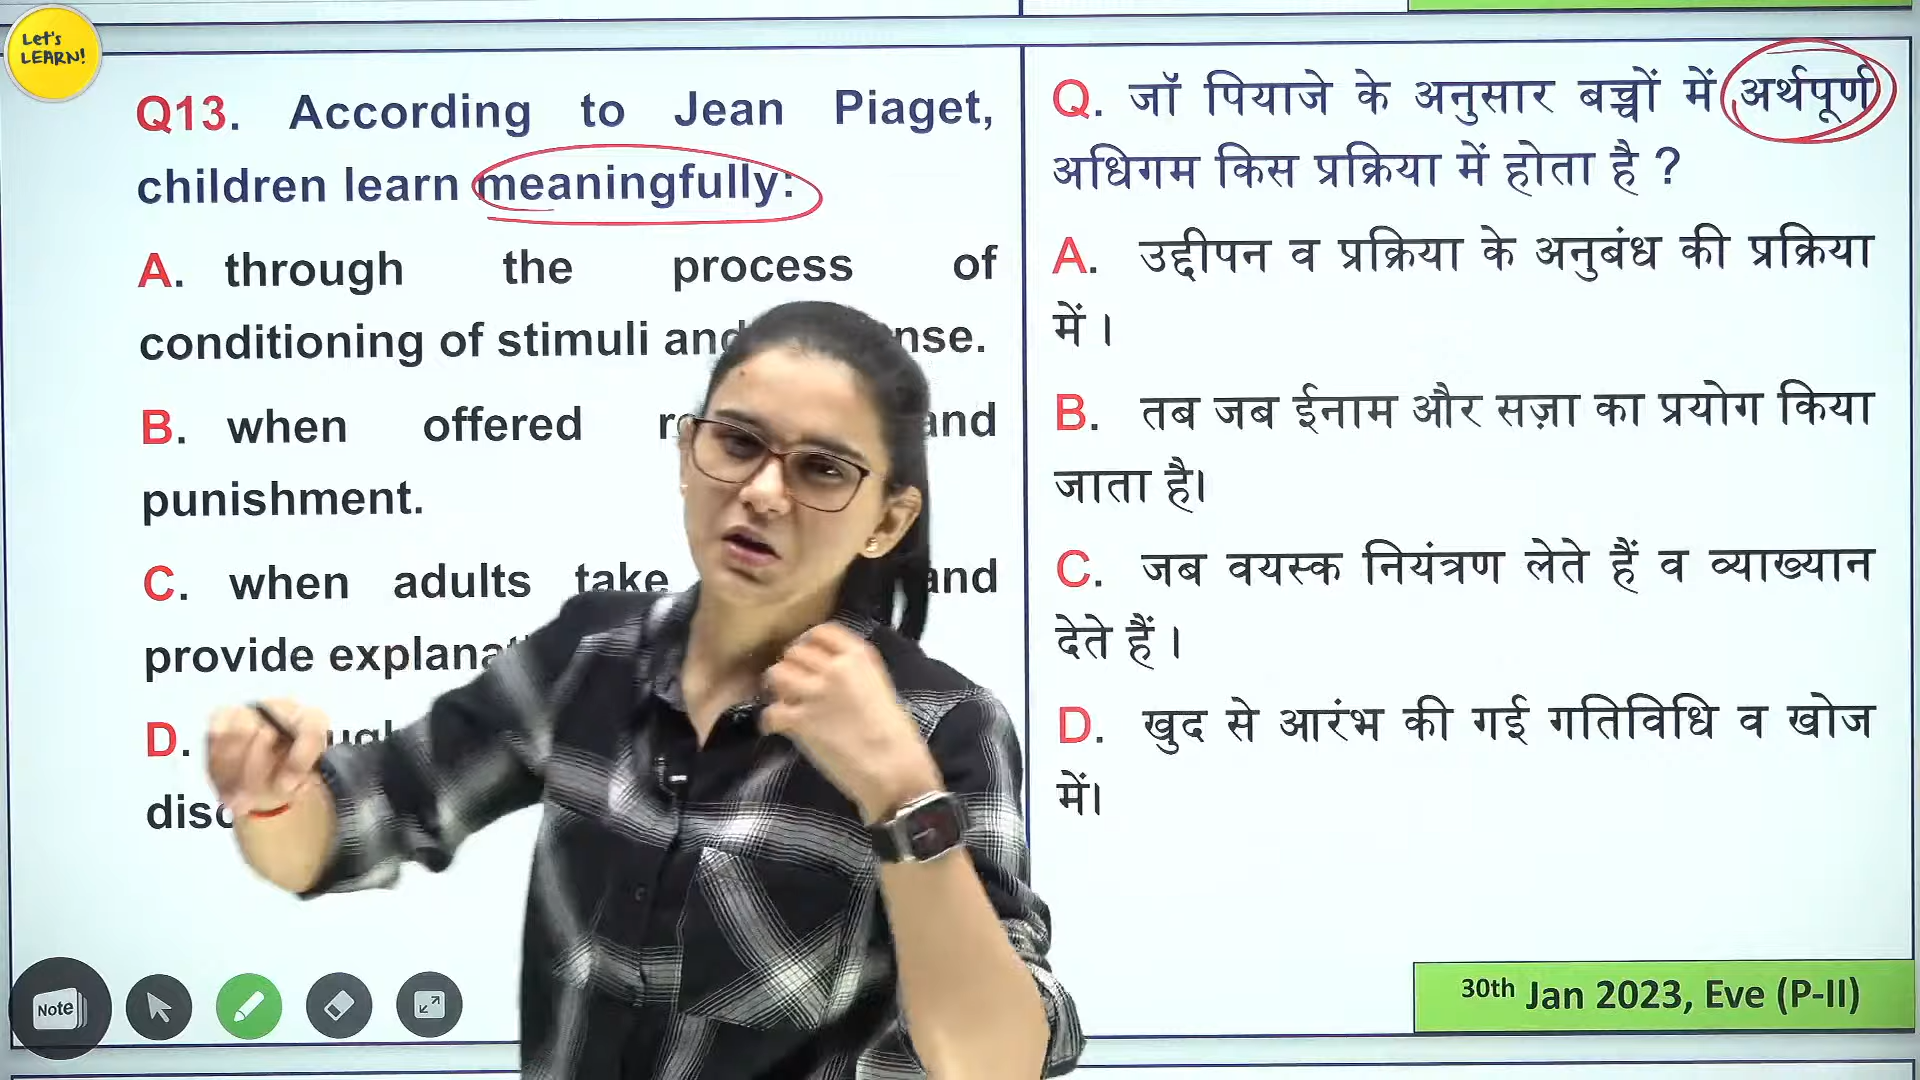 Let's
LEARN!
Q13. According to Jean Piaget,
children learn meaningfully:
A. through the process of
conditioning of stimuli and nse.
B. when offered and
punishment.
C. when adults take and
provide
D.
Q. जॉ पियाजे के अनुसार बच्चों में अर्थपूर्ण
अधिगम किस प्रक्रिया में होता है ?
A. उद्दीपन व प्रक्रिया के अनुबंध की प्रक्रिया
में ।
B. तब जब ईनाम और सज़ा का प्रयोग किया
जाता है।
C. जब वयस्क नियंत्रण लेते हैं व व्याख्यान
देते हैं ।
D. खुद से आरंभ की गई गतिविधि व खोज
में।
Note
30th Jan 2023, Eve (P-II)